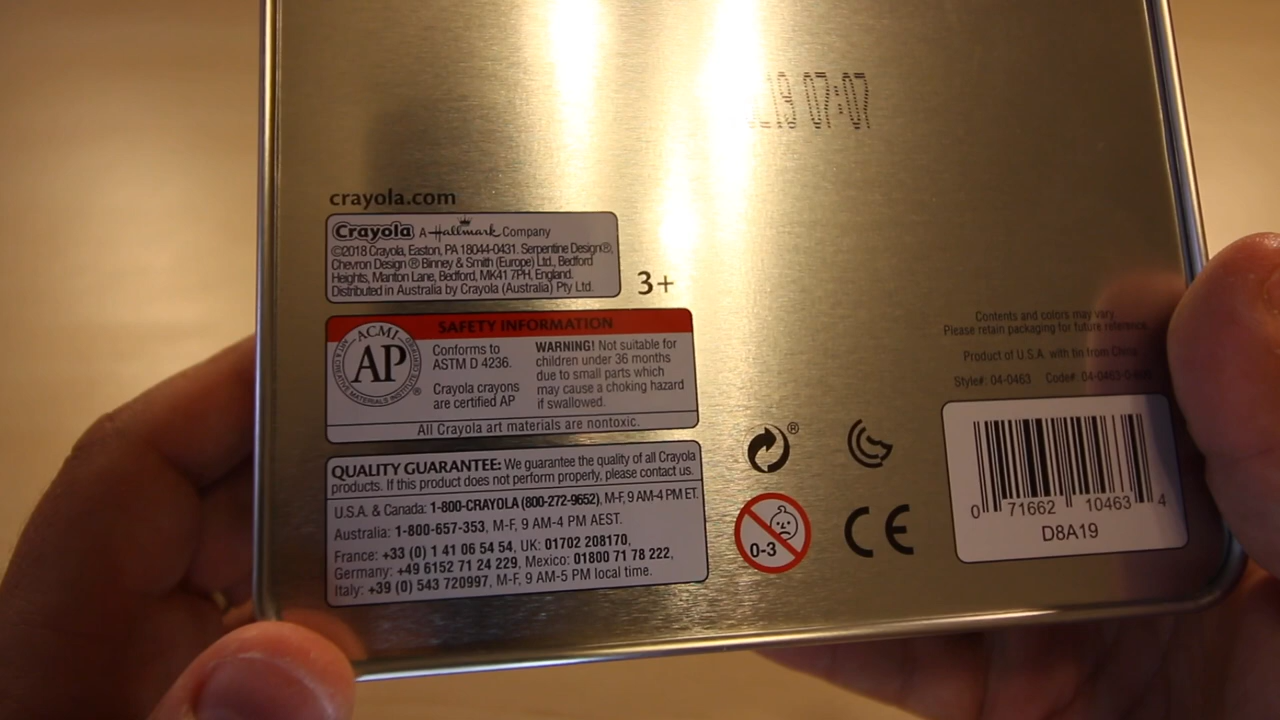 07:07
crayola.com
Crayola A Hallmark Company
©2018 Crayola, Easton, PA 18044-0431. Serpentine Design®,
Chevron Design ® Binney & Smith (Europe) Ltd., Bedford
Heights, Manton Lane, Bedford, MK41 7PH, England.
Distributed in Australia by Crayola (Australia) Pty Ltd.
3+
SAFETY INFORMATION
ACMI
AP
ART & CREATIVE MATERIALS INSTITUTE CERTIFIED
®
Conforms to
ASTM D 4236.
Crayola crayons
are certified AP
WARNING! Not suitable for
children under 36 months
due to small parts which
may cause a choking hazard
if swallowed.
All Crayola art materials are nontoxic.
QUALITY GUARANTEE: We guarantee the quality of all Crayola
products. If this product does not perform properly, please contact us.
U.S.A. & Canada: 1-800-CRAYOLA (800-272-9652), M-F, 9 AM-4 PM ET.
Australia: 1-800-657-353, M-F, 9 AM-4 PM AEST.
France: +33 (0) 1 41 06 54 54, UK: 01702 208170,
Germany: +49 6152 71 24 229, Mexico: 01800 71 78 222,
Italy: +39 (0) 543 720997, M-F, 9 AM-5 PM local time.
®
0-3
CE
Contents and colors may vary.
Please retain packaging for future reference.
Product of U.S.A. with tin from China
Style#: 04-0463 Code#:
0 71662 10463 4
D8A19